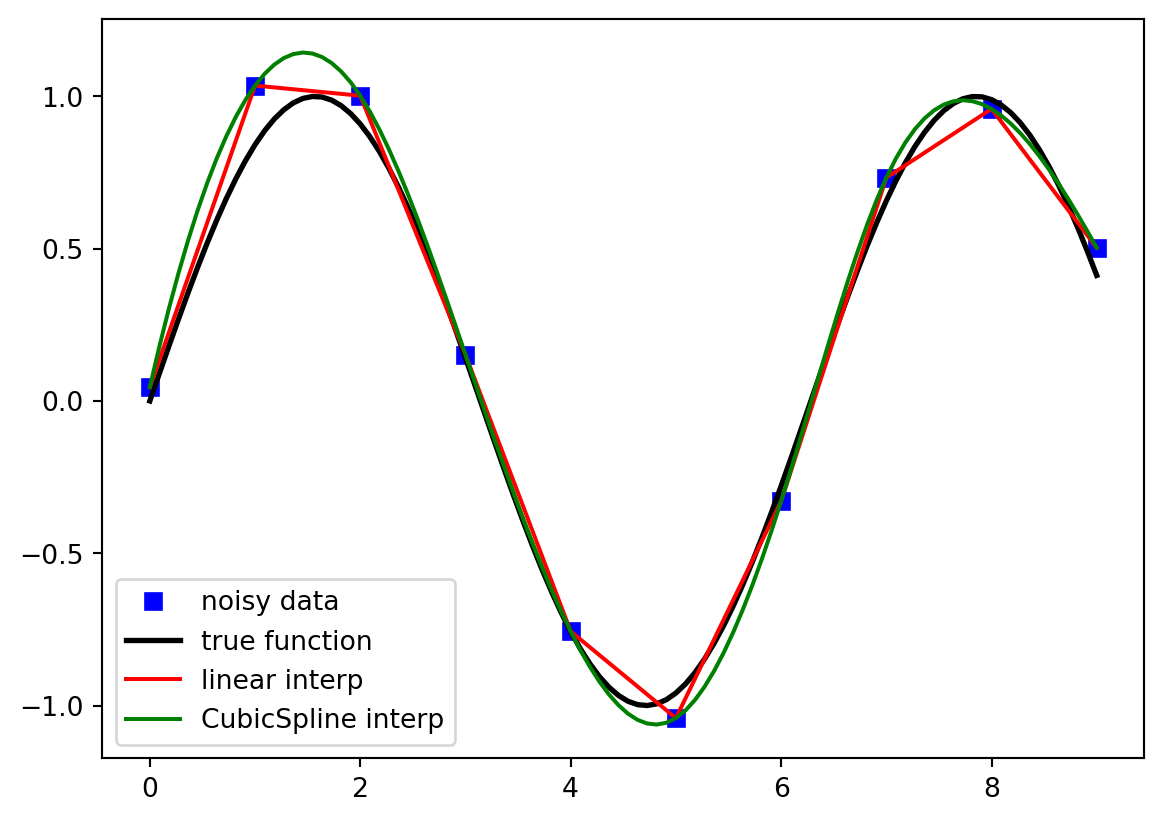 1.0
0.5
0.0
−0.5
−1.0
noisy data
true function
linear interp
CubicSpline interp
0 2 4 6 8